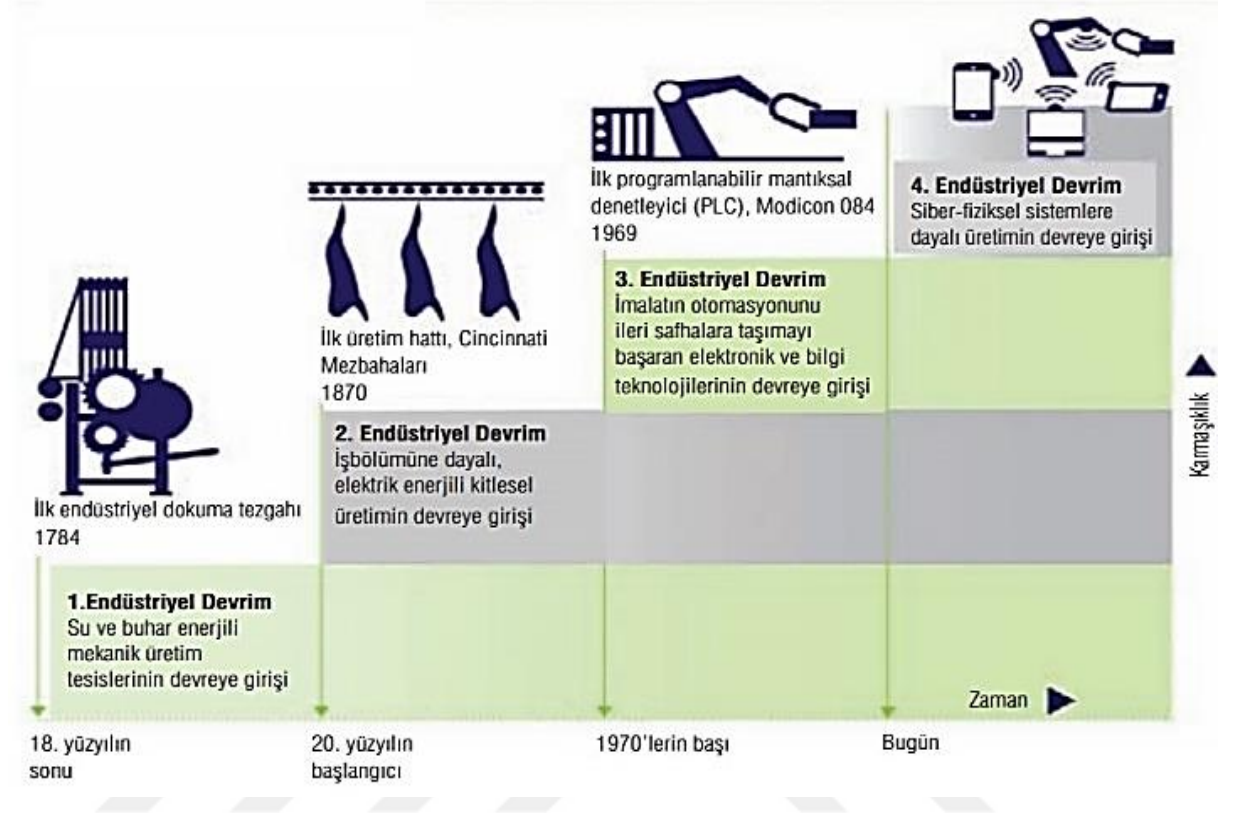 İlk endüstriyel dokuma tezgahı
1784
1.Endüstriyel Devrim
Su ve buhar enerjili
mekanik üretim
tesislerinin devreye girişi
18. yüzyılın
sonu
İlk üretim hattı, Cincinnati
Mezbahaları
1870
2. Endüstriyel Devrim
İşbölümüne dayalı,
elektrik enerjili kitlesel
üretimin devreye girişi
20. yüzyılın
başlangıcı
İlk programlanabilir mantıksal
denetleyici (PLC), Modicon 084
1969
3. Endüstriyel Devrim
İmalatın otomasyonunu
ileri safhalara taşımayı
başaran elektronik ve bilgi
teknolojilerinin devreye girişi
1970'lerin başı
4. Endüstriyel Devrim
Siber-fiziksel sistemlere
dayalı üretimin devreye girişi
Bugün
Zaman
Karmaşıklık